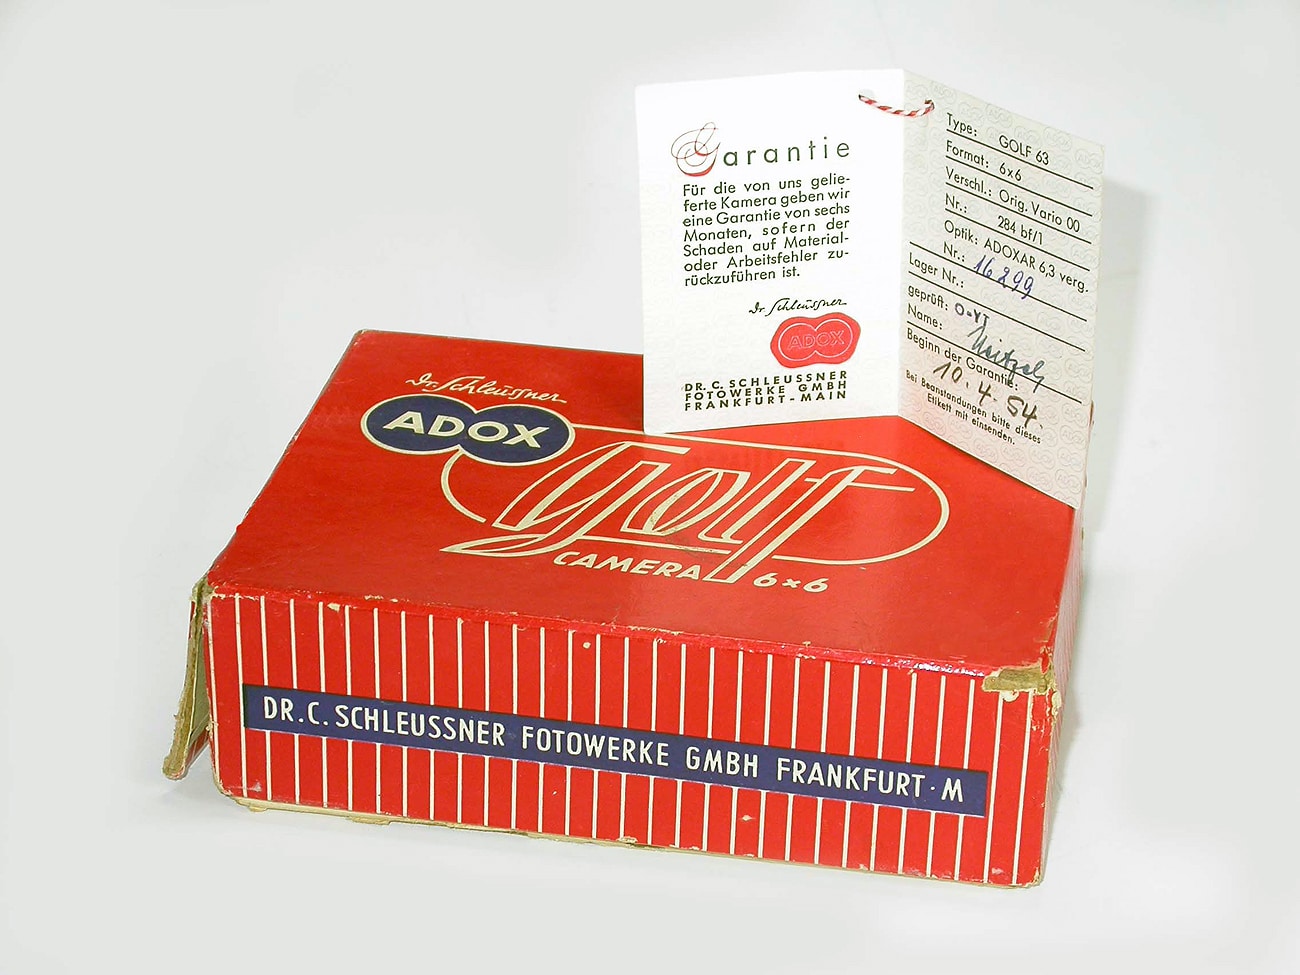 Garantie
Für die von uns gelie-
ferte Kamera geben wir
eine Garantie von sechs
Monaten, sofern der
Schaden auf Material-
oder Arbeitsfehler zu-
rückzuführen ist.
Dr. Schleussner
ADOX
DR. C. SCHLEUSSNER
FOTOWERKE GMBH
FRANKFURT-MAIN
Type: GOLF 63
Format: 6x6
Verschl.: Orig. Vario 00
Nr.: 284 bf/1
Optik: ADOXAR 6,3 verg.
Nr.: 16299
Lager Nr.:
geprüft: O-VI
Name:
Beginn der Garantie:
10.4.54.
Bei Beanstandungen bitte dieses
Etikett mit einsenden.
Dr. Schleussner
ADOX
Golf
CAMERA 6×6
DR. C. SCHLEUSSNER FOTOWERKE GMBH FRANKFURT·M